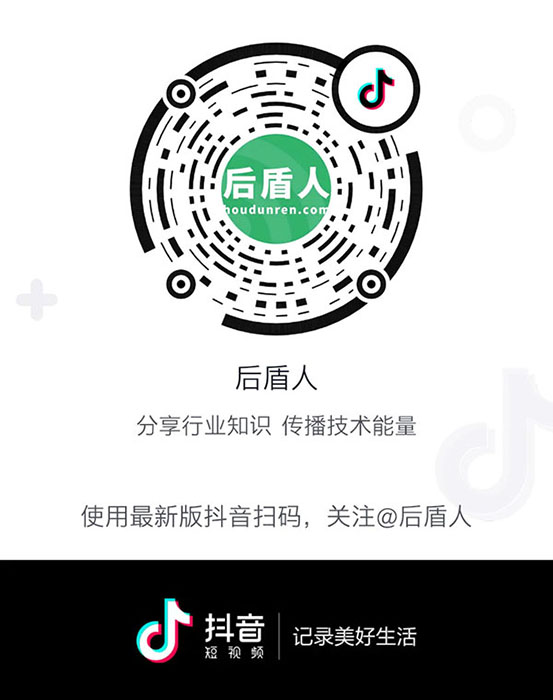 后盾人
houdunren.com
后盾人
分享行业知识 传播技术能量
使用最新版抖音扫码，关注@后盾人
抖音
短视频
记录美好生活